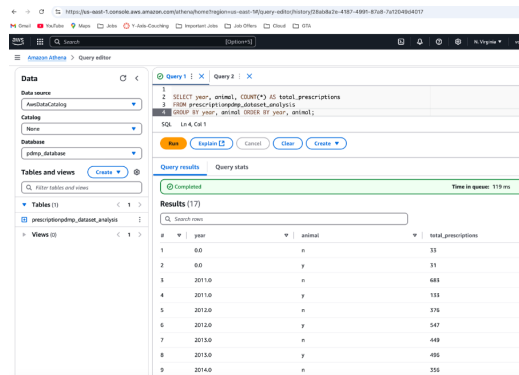 https://us-east-1.console.aws.amazon.com/athena/home?region=us-east-1#/query-editor/history/28ab8a2e-4187-4991-87a8-7a12049d4017
Gmail YouTube Maps Jobs Y-Axis-Couching Important Jobs Job Offers Cloud GTA
aws Search [Option+S] N. Virginia
Amazon Athena > Query editor
Data
Data source
AwsDataCatalog
Catalog
None
Database
pdmp_database
Tables and views Create
Filter tables and views
Tables (1) < 1 >
prescriptionpdmp_dataset_analysis
Views (0) < 1 >
Query 1 Query 2
1
2 SELECT year, animal, COUNT(*) AS total_prescriptions
3 FROM prescriptionpdmp_dataset_analysis
4 GROUP BY year, animal ORDER BY year, animal;
SQL Ln 4, Col 1
Run Explain Cancel Clear Create
Query results Query stats
Completed Time in queue: 119 ms
Results (17)
Search rows
# year animal total_prescriptions
1 0.0 n 33
2 0.0 y 31
3 2011.0 n 683
4 2011.0 y 133
5 2012.0 n 376
6 2012.0 y 547
7 2013.0 n 449
8 2013.0 y 496
9 2014.0 n 356